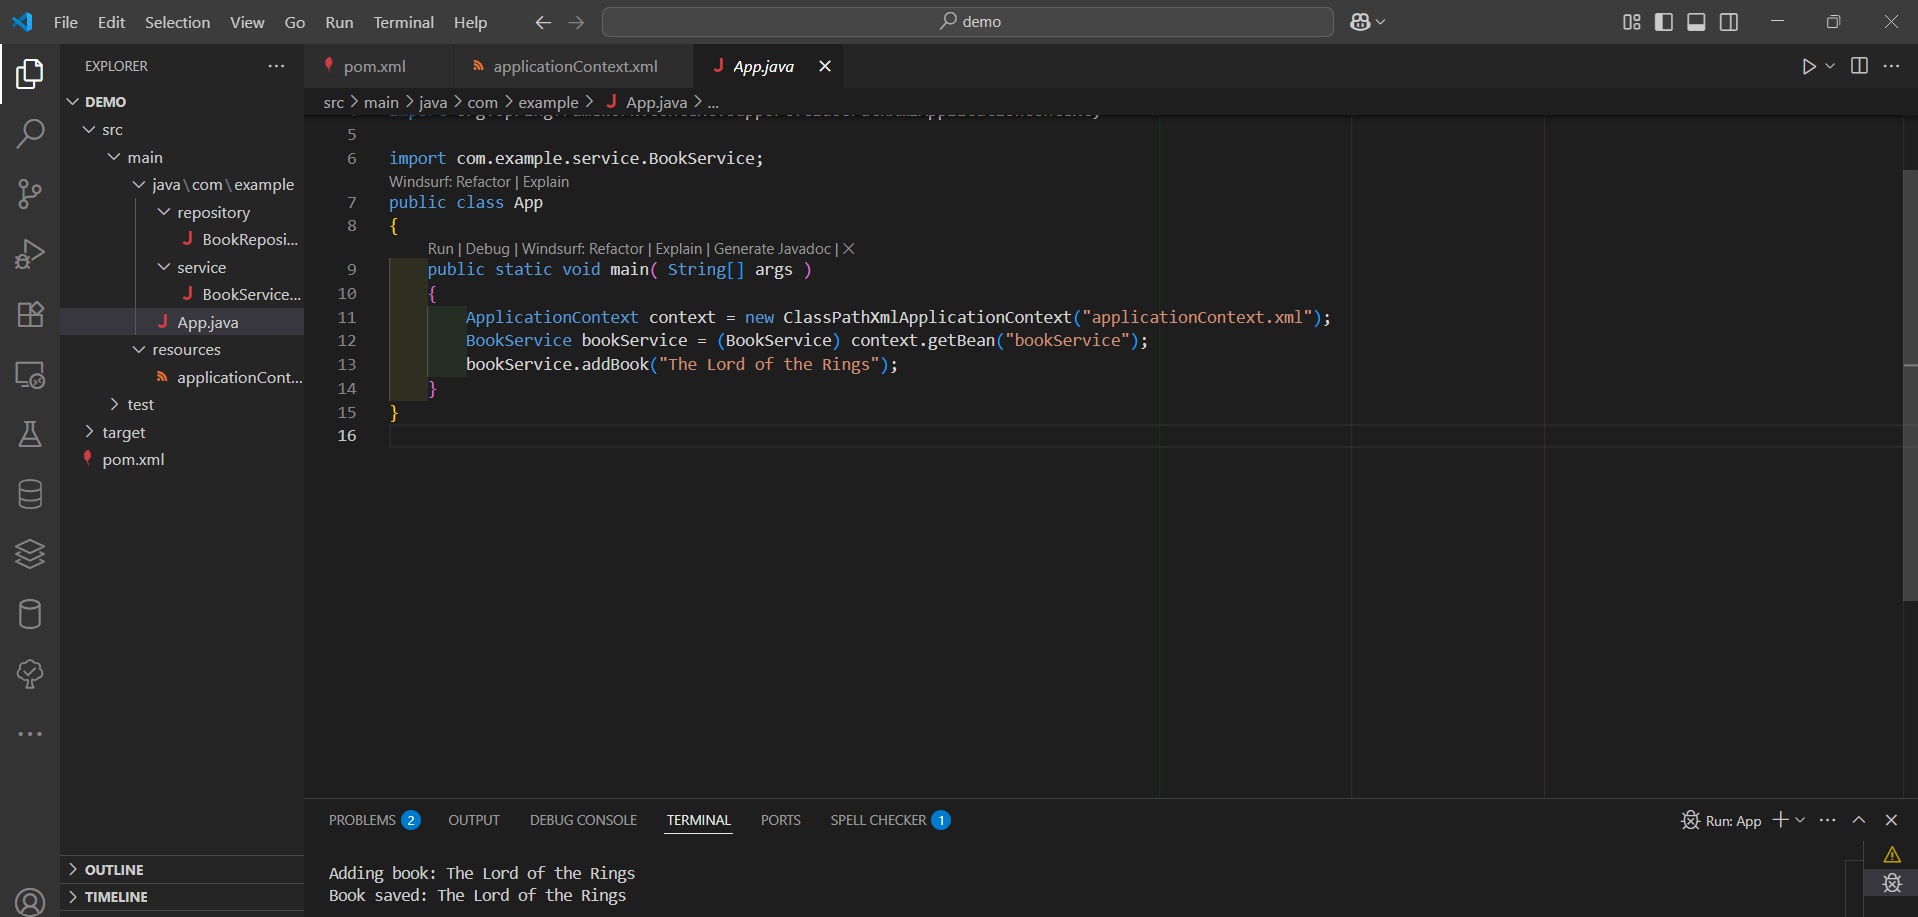 File Edit Selection View Go Run Terminal Help
demo
EXPLORER
DEMO
src
main
java\com\example
repository
BookReposi...
service
BookService...
App.java
resources
applicationCont...
test
target
pom.xml
OUTLINE
TIMELINE
pom.xml applicationContext.xml App.java
src > main > java > com > example > App.java > ...
5
6 import com.example.service.BookService;
Windsurf: Refactor | Explain
7 public class App
8 {
Run | Debug | Windsurf: Refactor | Explain | Generate Javadoc | ✕
9 public static void main( String[] args )
10 {
11 ApplicationContext context = new ClassPathXmlApplicationContext("applicationContext.xml");
12 BookService bookService = (BookService) context.getBean("bookService");
13 bookService.addBook("The Lord of the Rings");
14 }
15 }
16
PROBLEMS 2 OUTPUT DEBUG CONSOLE TERMINAL PORTS SPELL CHECKER 1
Run: App
Adding book: The Lord of the Rings
Book saved: The Lord of the Rings